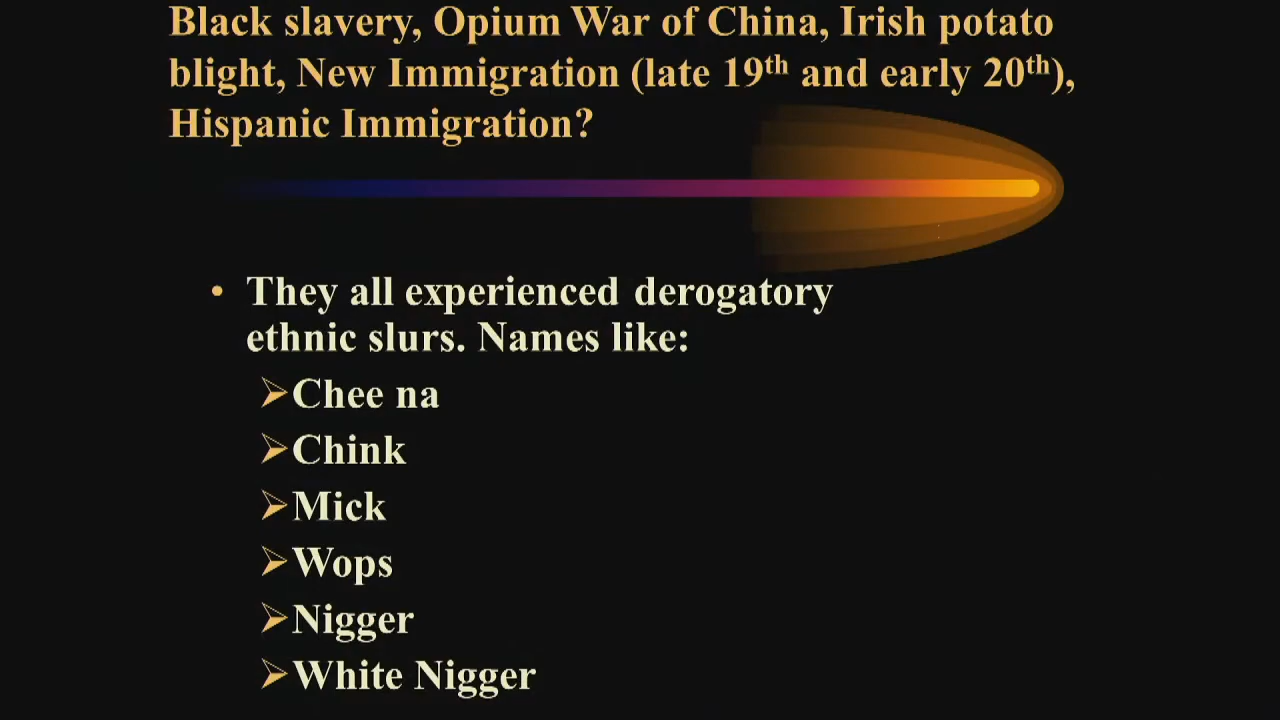 Black slavery, Opium War of China, Irish potato
blight, New Immigration (late 19th and early 20th),
Hispanic Immigration?
• They all experienced derogatory
ethnic slurs. Names like:
➢Chee na
➢Chink
➢Mick
➢Wops
➢Nigger
➢White Nigger